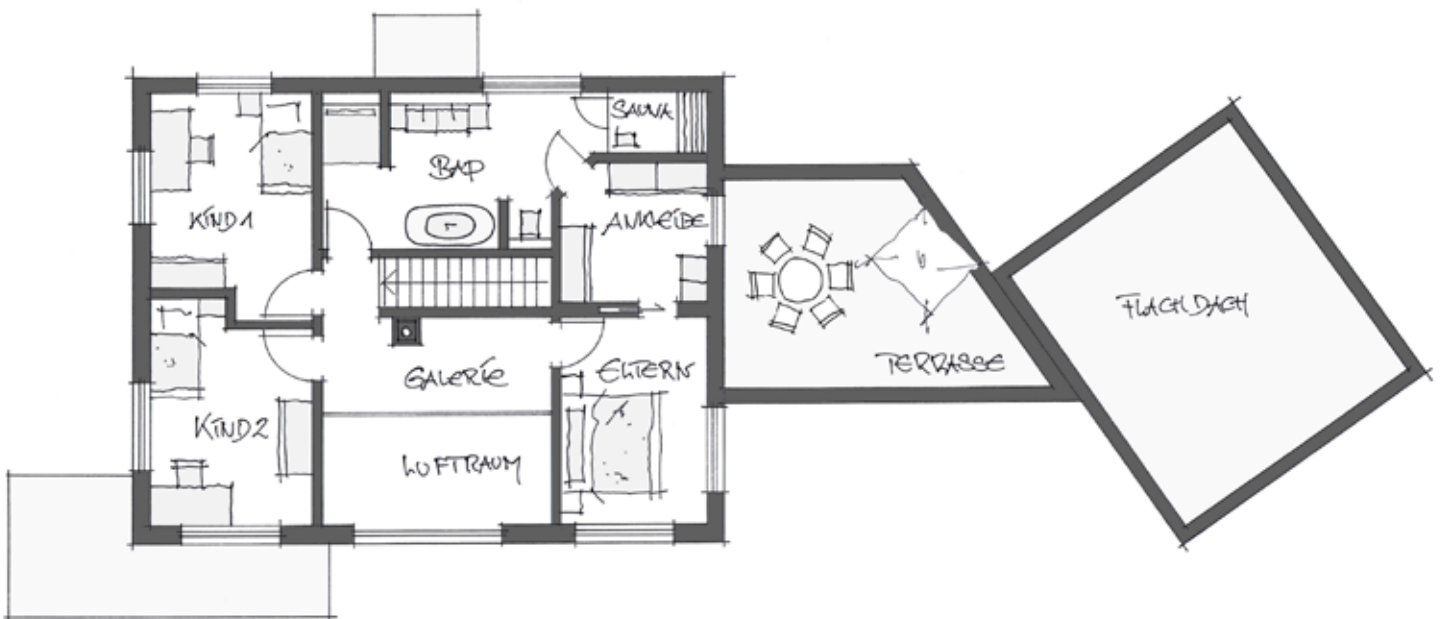 SAUNA
BAD
KIND 1
ANKLEIDE
FLACHDACH
TERRASSE
GALERIE
ELTERN
KIND 2
LUFTRAUM